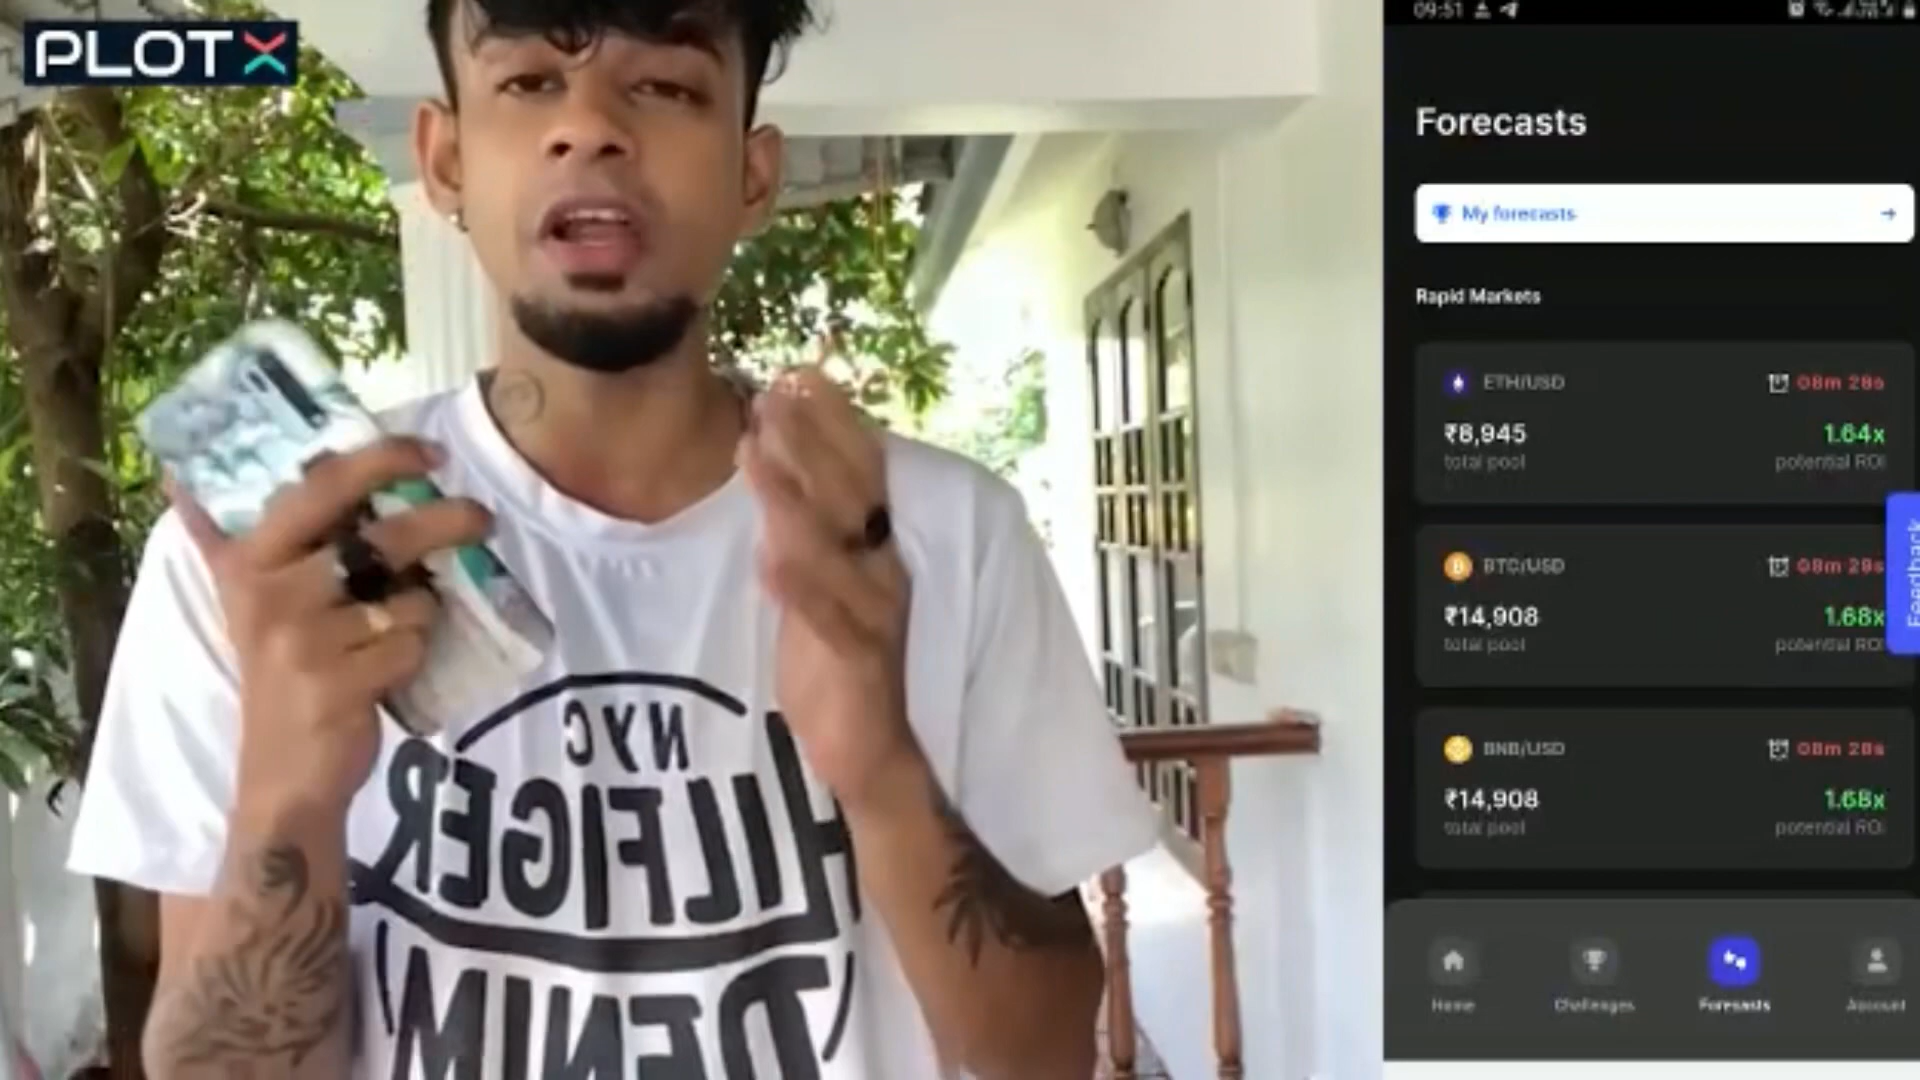 PLOTX
NYC
HILFIGER
DENIM
09:51
Forecasts
My forecasts →
Rapid Markets
ETH/USD
08m 28s
₹8,945
1.64x
total pool
potential ROI
BTC/USD
08m 28s
₹14,908
1.68x
total pool
potential ROI
BNB/USD
08m 28s
₹14,908
1.68x
total pool
potential ROI
Feedback
Home
Challenges
Forecasts
Account